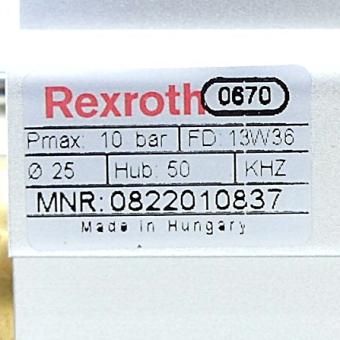 Rexroth 0670
Pmax: 10 bar FD: 13W36
Ø 25 Hub: 50 KHZ
MNR: 0822010837
Made in Hungary